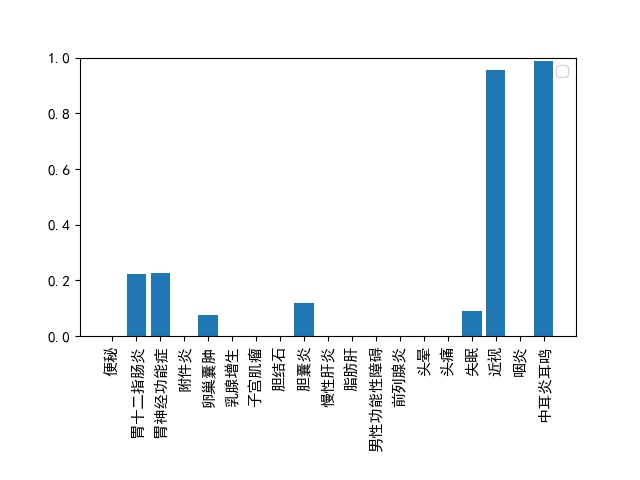 1.0
0.8
0.6
0.4
0.2
0.0
便秘
胃十二指肠炎
胃神经功能症
附件炎
卵巢囊肿
乳腺增生
子宫肌瘤
胆结石
胆囊炎
慢性肝炎
脂肪肝
男性功能性障碍
前列腺炎
头晕
头痛
失眠
近视
咽炎
中耳炎耳鸣